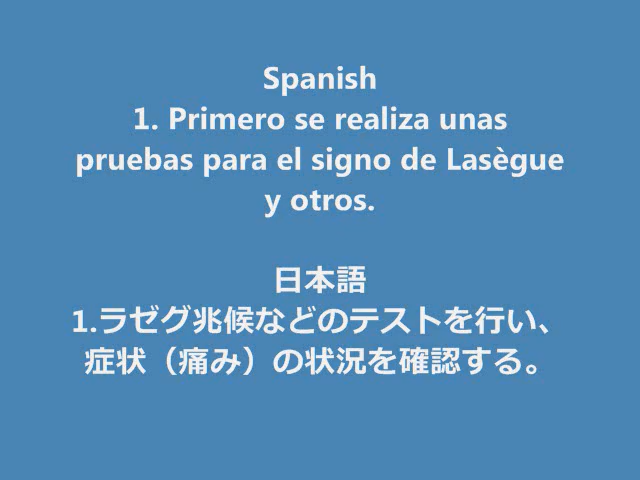 Spanish
1. Primero se realiza unas
pruebas para el signo de Lasègue
y otros.
日本語
1.ラゼグ兆候などのテストを行い、
症状（痛み）の状況を確認する。